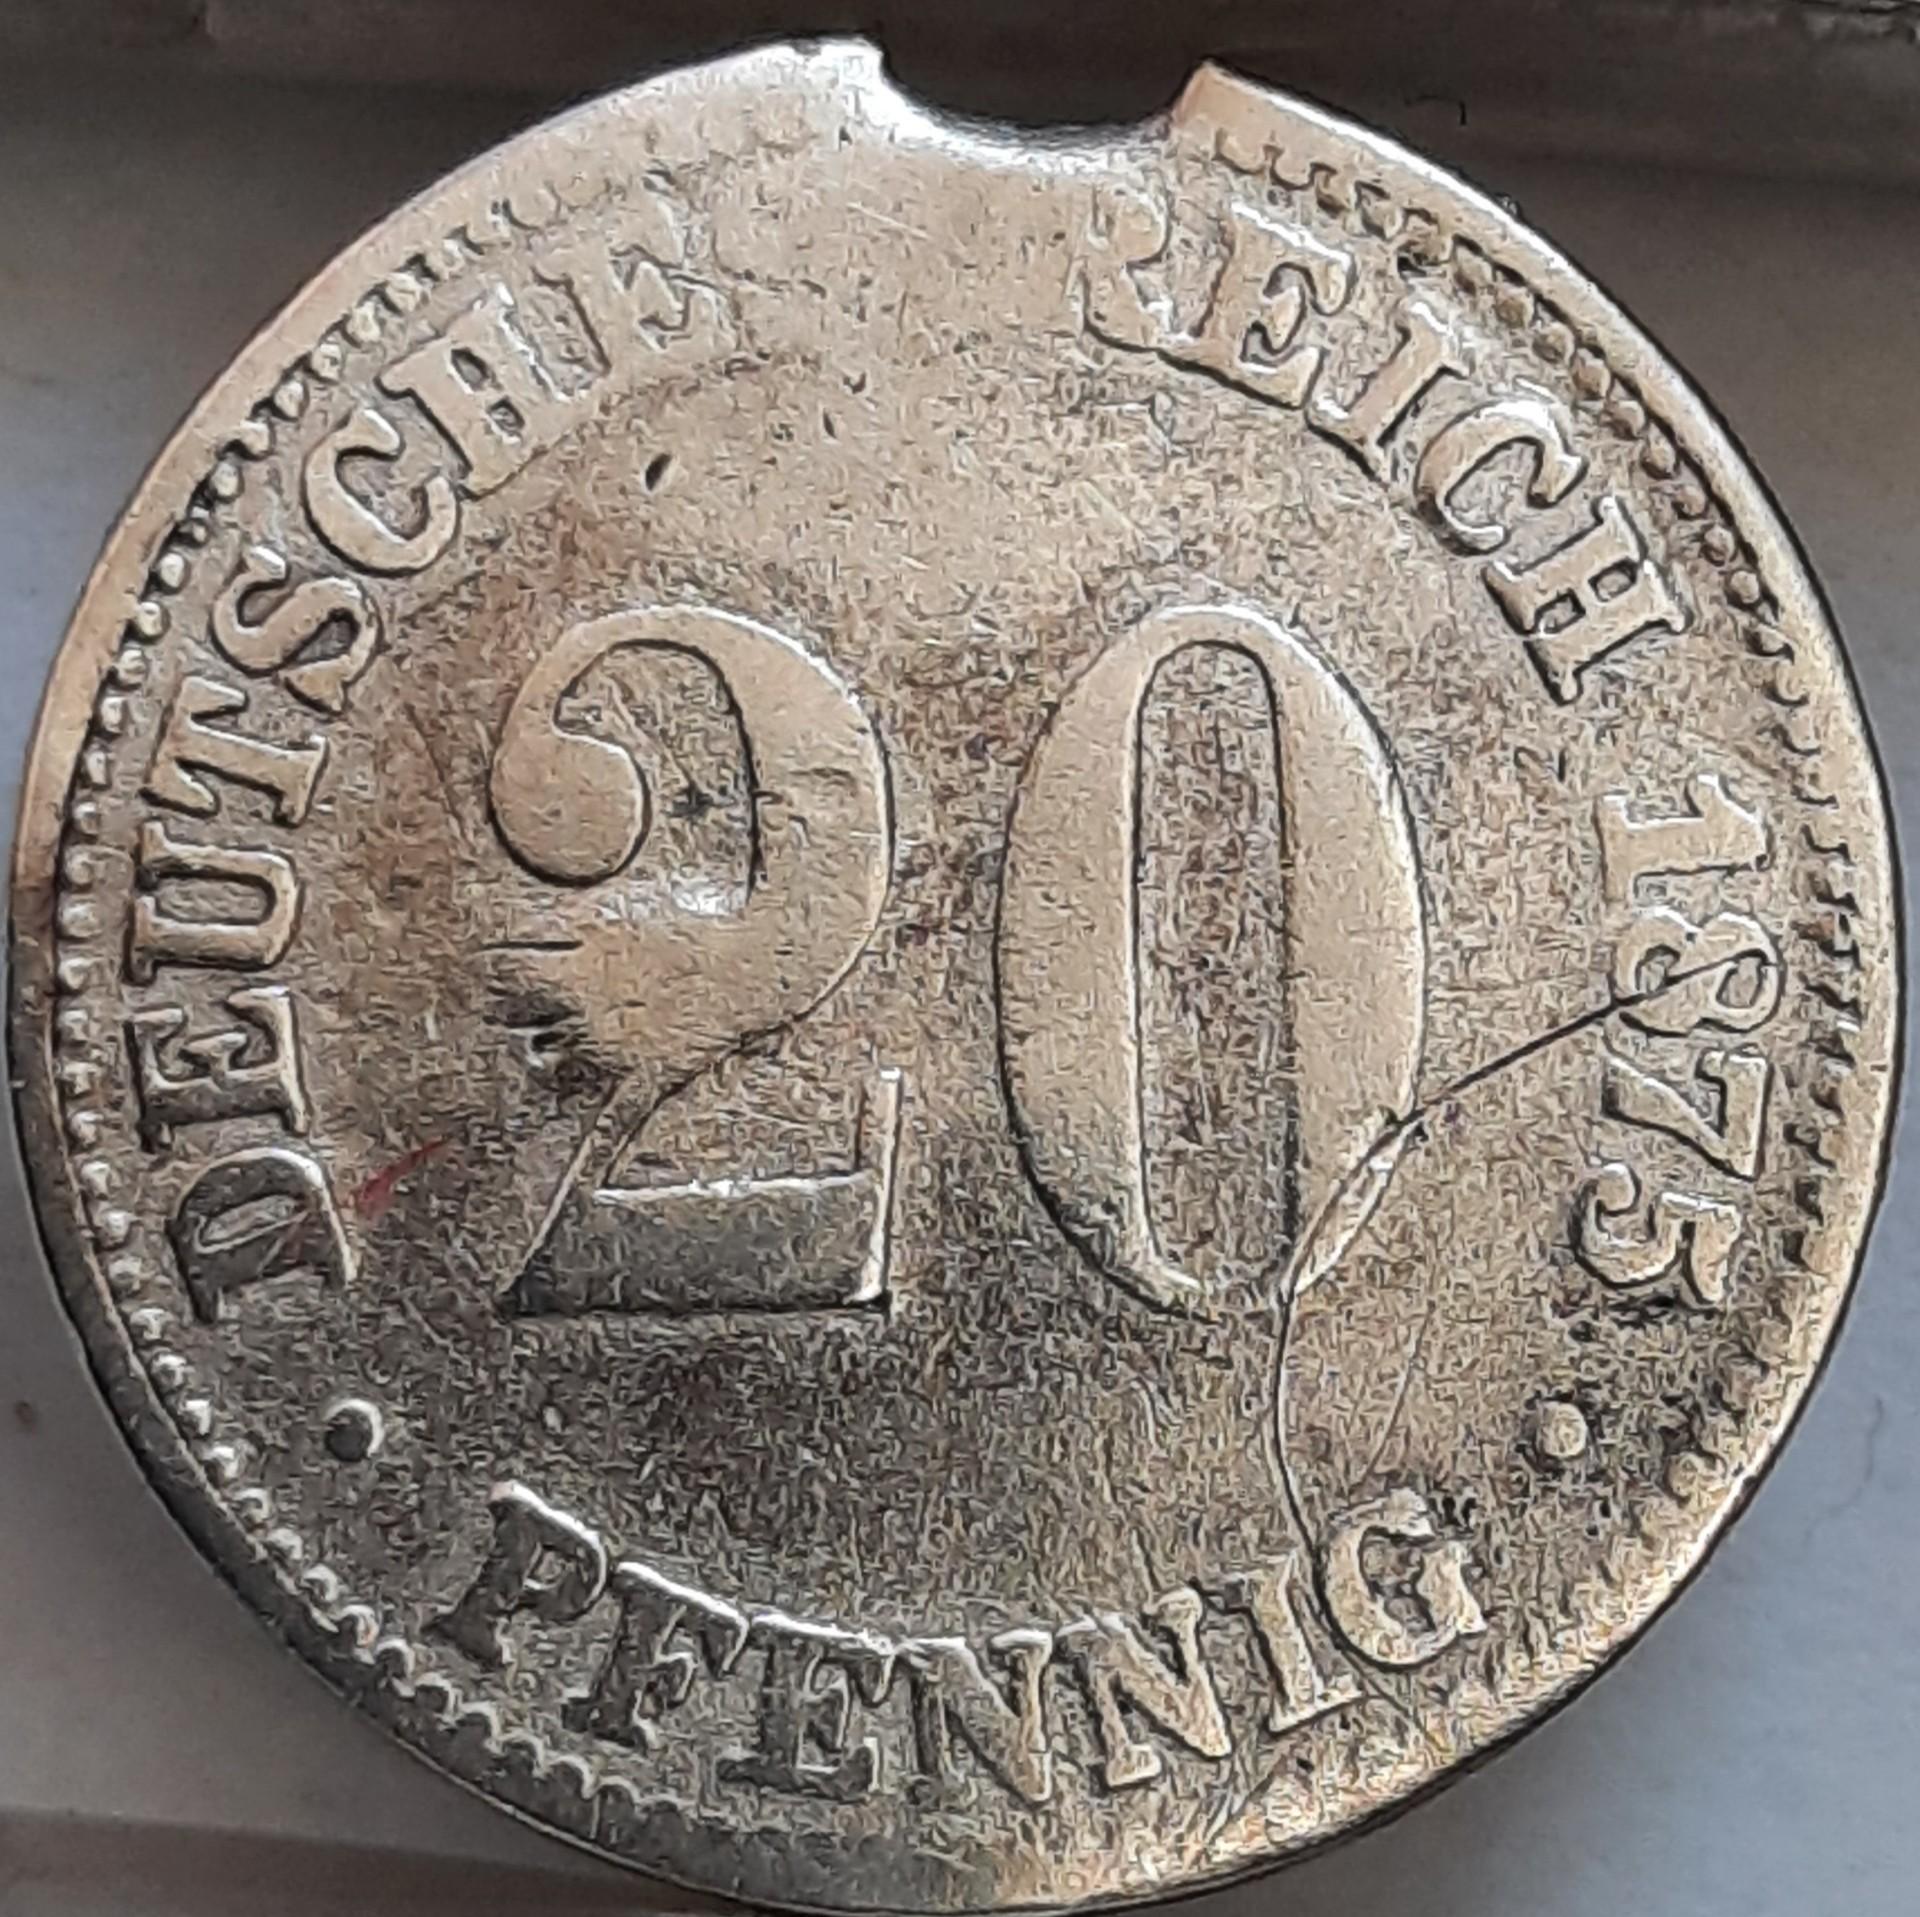 DEUTSCHES REICH 1875
20
PFENNIG